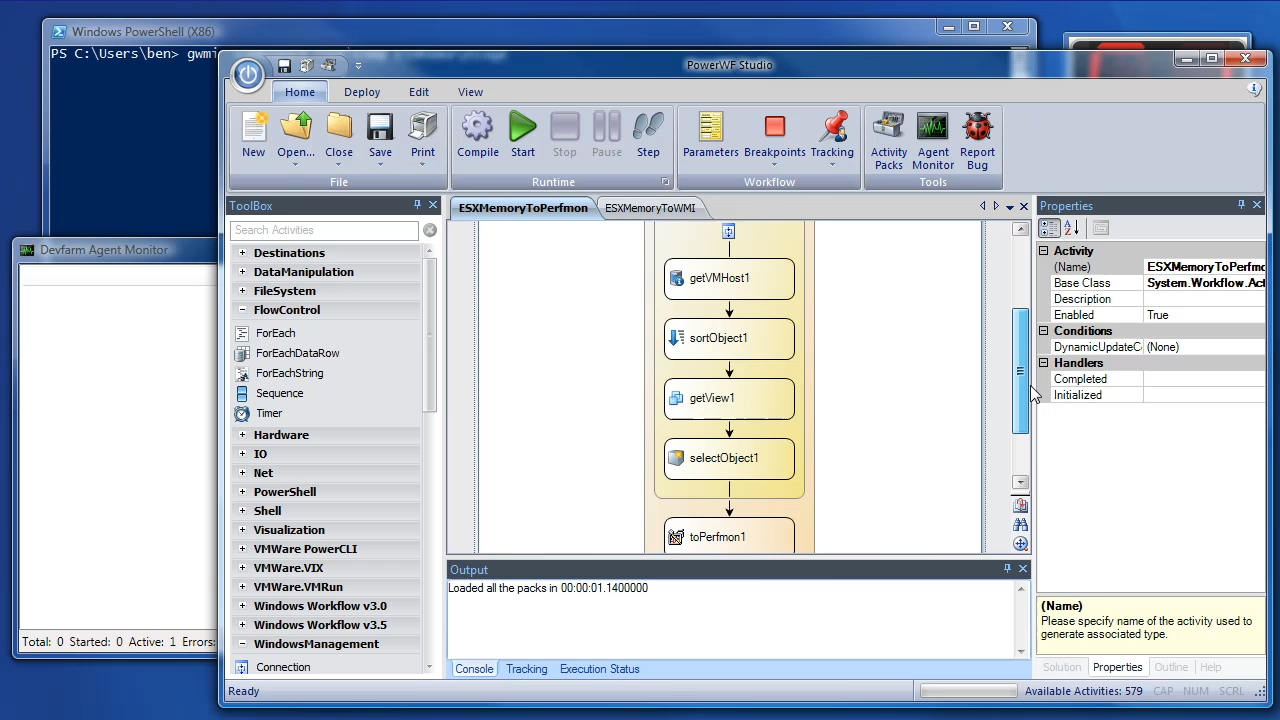 Windows PowerShell (X86)
PS C:\Users\ben> gwmi
PowerWF Studio
Home Deploy Edit View
New Open... Close Save Print
File
Compile Start Stop Pause Step
Runtime
Parameters Breakpoints Tracking
Workflow
Activity Packs Agent Monitor Report Bug
Tools
Devfarm Agent Monitor
Total: 0 Started: 0 Active: 1 Errors:
ToolBox
Search Activities
Destinations
DataManipulation
FileSystem
FlowControl
ForEach
ForEachDataRow
ForEachString
Sequence
Timer
Hardware
IO
Net
PowerShell
Shell
Visualization
VMWare PowerCLI
VMWare.VIX
VMWare.VMRun
Windows Workflow v3.0
Windows Workflow v3.5
WindowsManagement
Connection
ESXMemoryToPerfmon ESXMemoryToWMI
getVMHost1
sortObject1
getView1
selectObject1
toPerfmon1
Output
Loaded all the packs in 00:00:01.1400000
Console Tracking Execution Status
Properties
Activity
(Name) ESXMemoryToPerfmo
Base Class System.Workflow.Act
Description
Enabled True
Conditions
DynamicUpdateC (None)
Handlers
Completed
Initialized
(Name)
Please specify name of the activity used to
generate associated type.
Solution Properties Outline Help
Ready
Available Activities: 579 CAP NUM SCRL